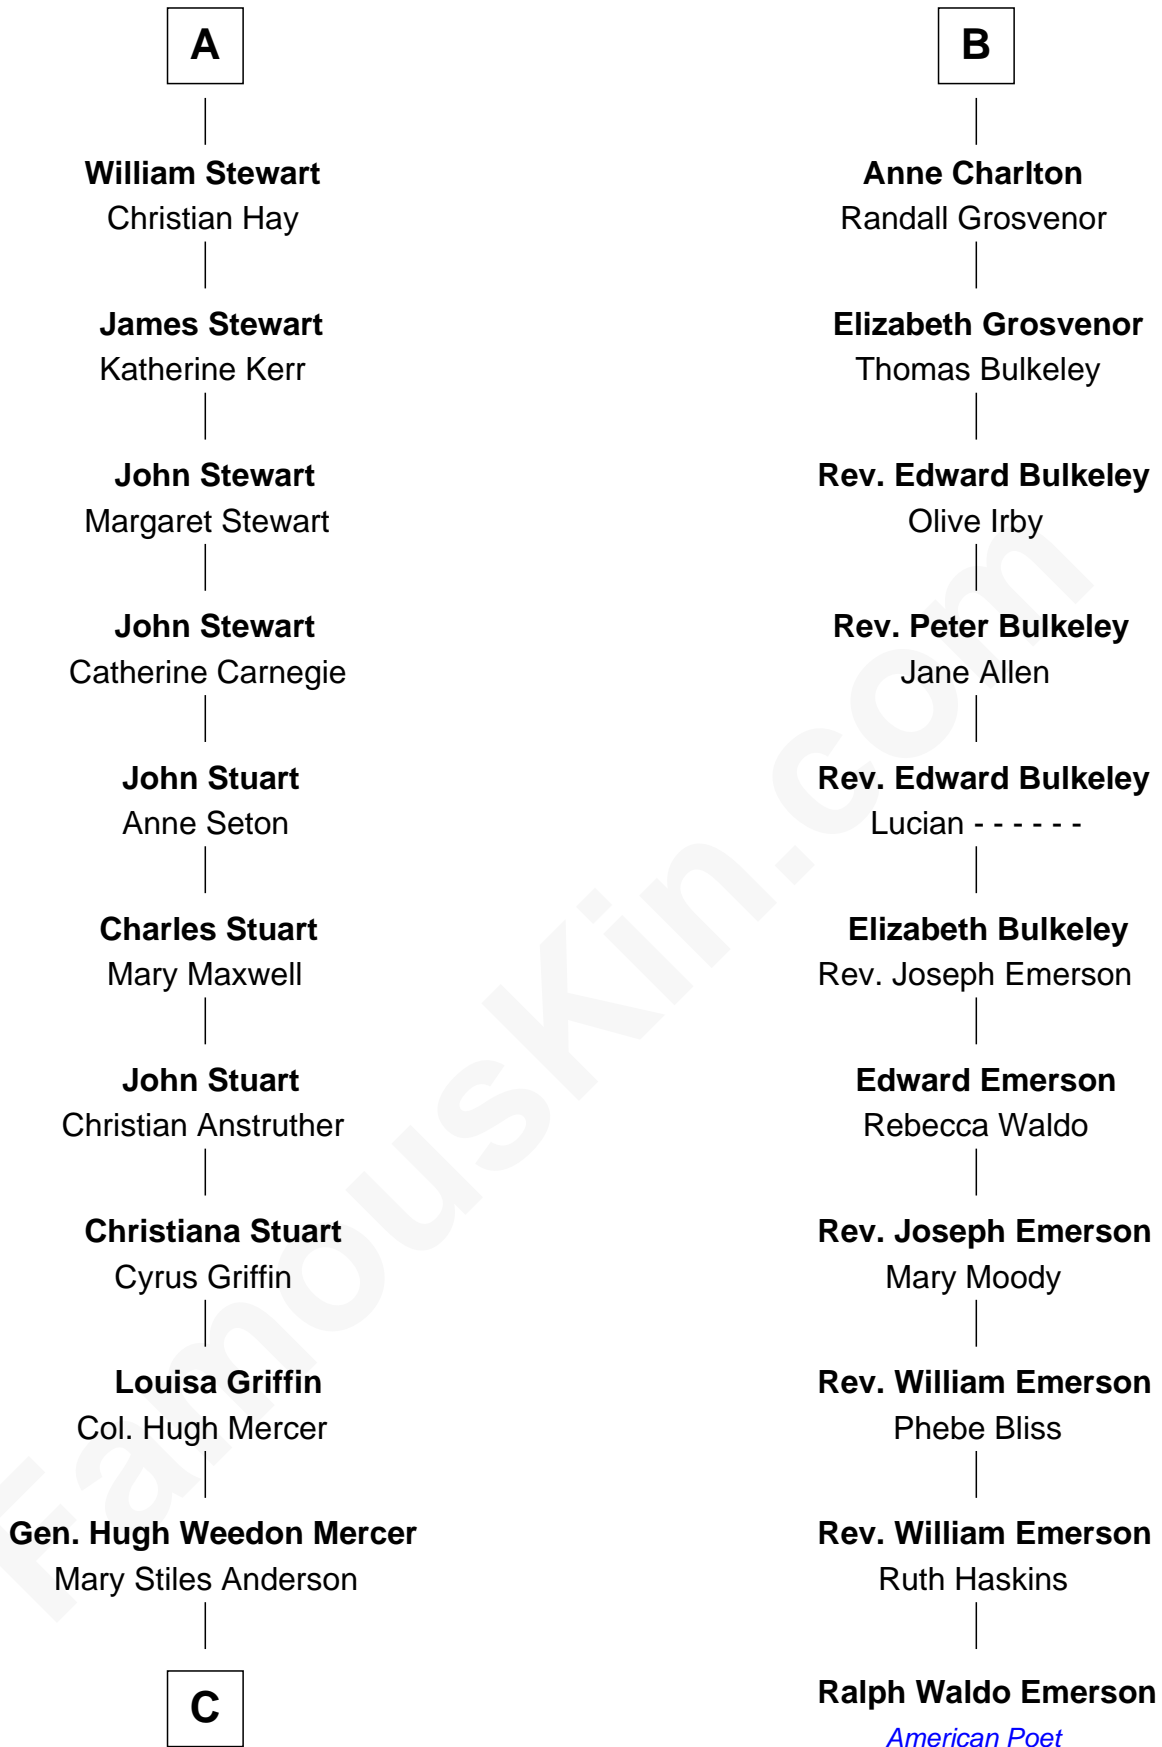 A
William Stewart
Christian Hay
James Stewart
Katherine Kerr
John Stewart
Margaret Stewart
John Stewart
Catherine Carnegie
John Stuart
Anne Seton
Charles Stuart
Mary Maxwell
John Stuart
Christian Anstruther
Christiana Stuart
Cyrus Griffin
Louisa Griffin
Col. Hugh Mercer
Gen. Hugh Weedon Mercer
Mary Stiles Anderson
C
B
Anne Charlton
Randall Grosvenor
Elizabeth Grosvenor
Thomas Bulkeley
Rev. Edward Bulkeley
Olive Irby
Rev. Peter Bulkeley
Jane Allen
Rev. Edward Bulkeley
Lucian - - - - - -
Elizabeth Bulkeley
Rev. Joseph Emerson
Edward Emerson
Rebecca Waldo
Rev. Joseph Emerson
Mary Moody
Rev. William Emerson
Phebe Bliss
Rev. William Emerson
Ruth Haskins
Ralph Waldo Emerson
American Poet
FamousKin.com